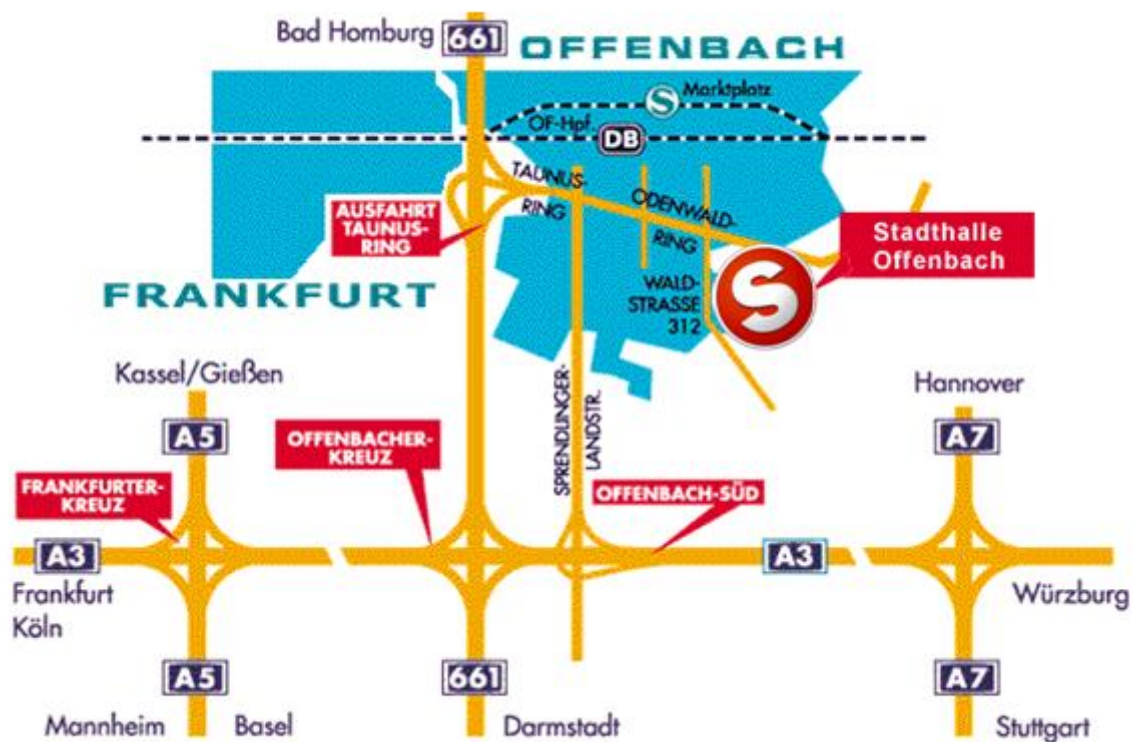 Bad Homburg 661
OFFENBACH
S Marktplatz
OF-Hpf.
DB
TAUNUS-
RING
ODENWALD-
RING
AUSFAHRT
TAUNUS-
RING
Stadthalle
Offenbach
S
WALD-
STRASSE
312
FRANKFURT
Kassel/Gießen
A5
OFFENBACHER-
KREUZ
SPRENDLINGER-
LANDSTR.
Hannover
A7
FRANKFURTER-
KREUZ
OFFENBACH-SÜD
A3
A3
Frankfurt
Köln
Würzburg
A5
661
A7
Mannheim
Basel
Darmstadt
Stuttgart